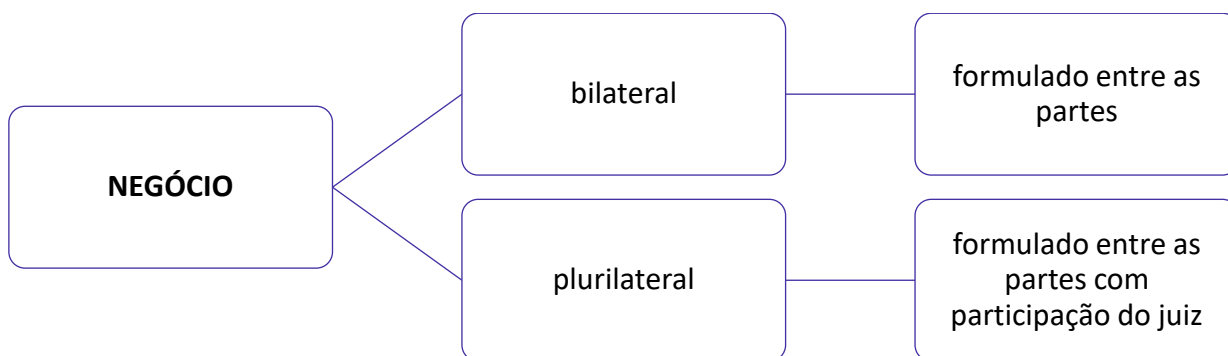 NEGÓCIO
bilateral
formulado entre as
partes
plurilateral
formulado entre as
partes com
participação do juiz